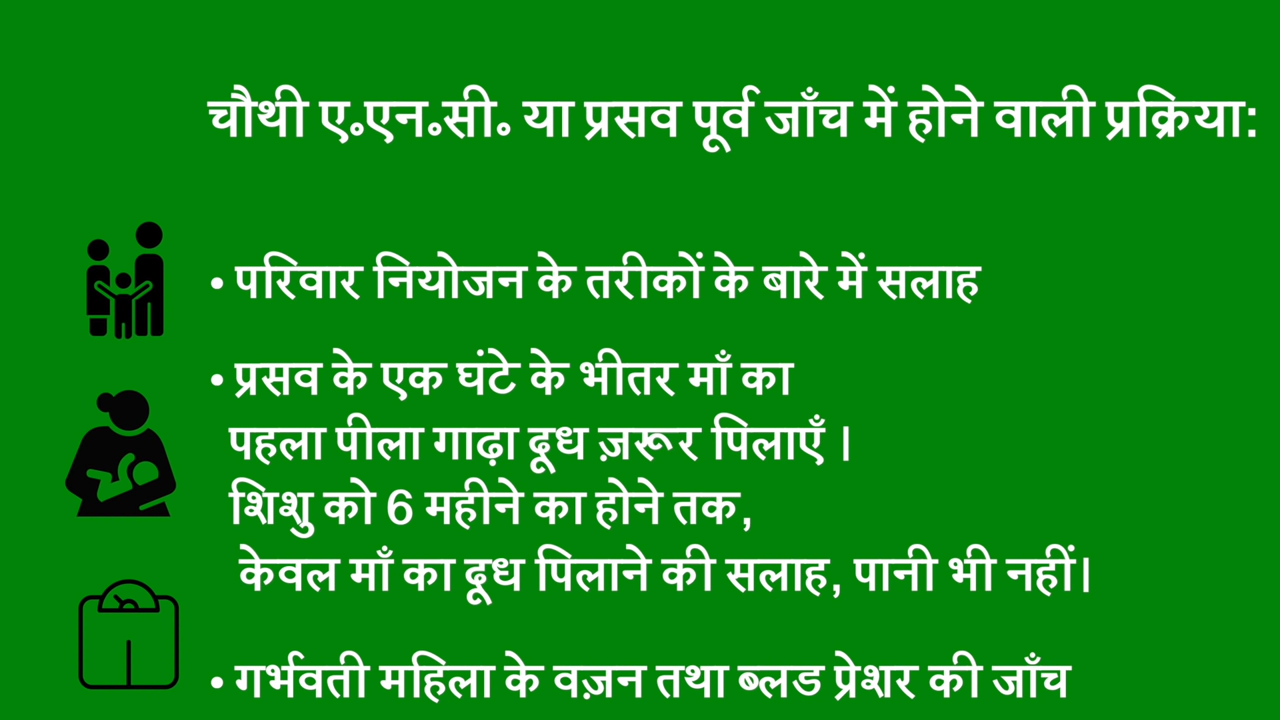 चौथी ए॰एन॰सी॰ या प्रसव पूर्व जाँच में होने वाली प्रक्रिया:
• परिवार नियोजन के तरीकों के बारे में सलाह
• प्रसव के एक घंटे के भीतर माँ का
पहला पीला गाढ़ा दूध ज़रूर पिलाएँ ।
शिशु को 6 महीने का होने तक,
केवल माँ का दूध पिलाने की सलाह, पानी भी नहीं।
• गर्भवती महिला के वज़न तथा ब्लड प्रेशर की जाँच